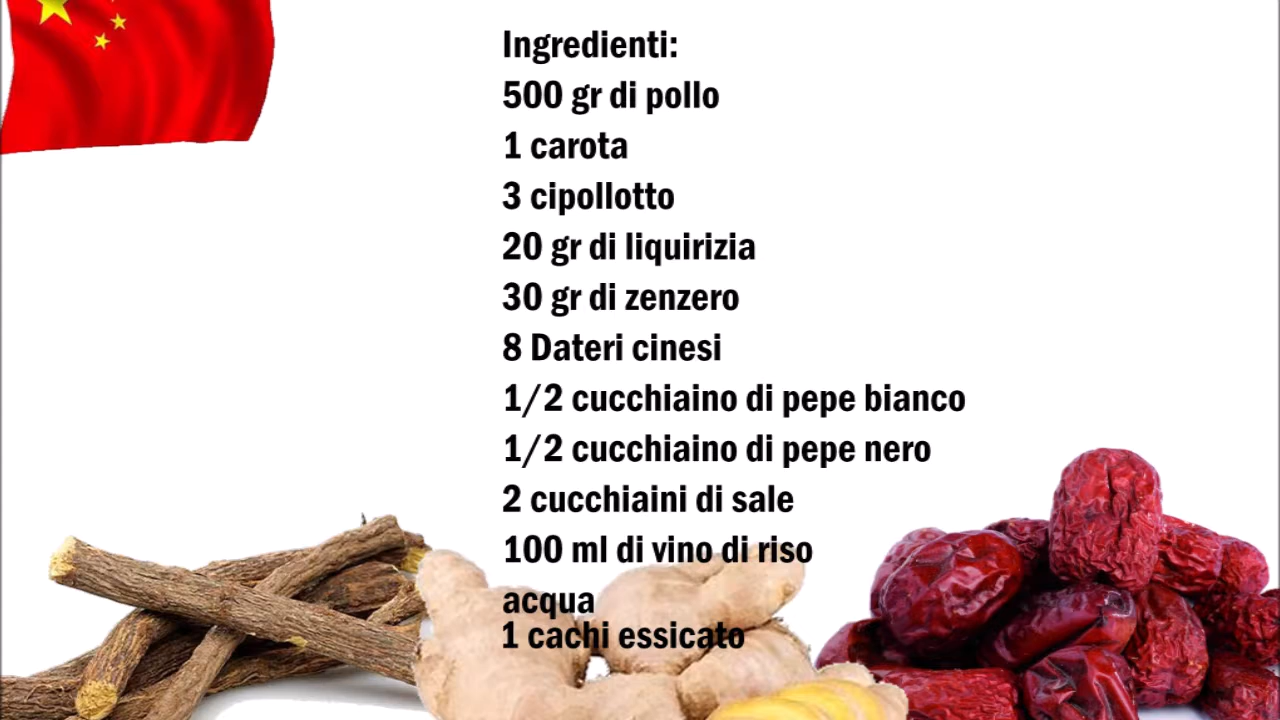 Ingredienti:
500 gr di pollo
1 carota
3 cipollotto
20 gr di liquirizia
30 gr di zenzero
8 Dateri cinesi
1/2 cucchiaino di pepe bianco
1/2 cucchiaino di pepe nero
2 cucchiaini di sale
100 ml di vino di riso
acqua
1 cachi essicato